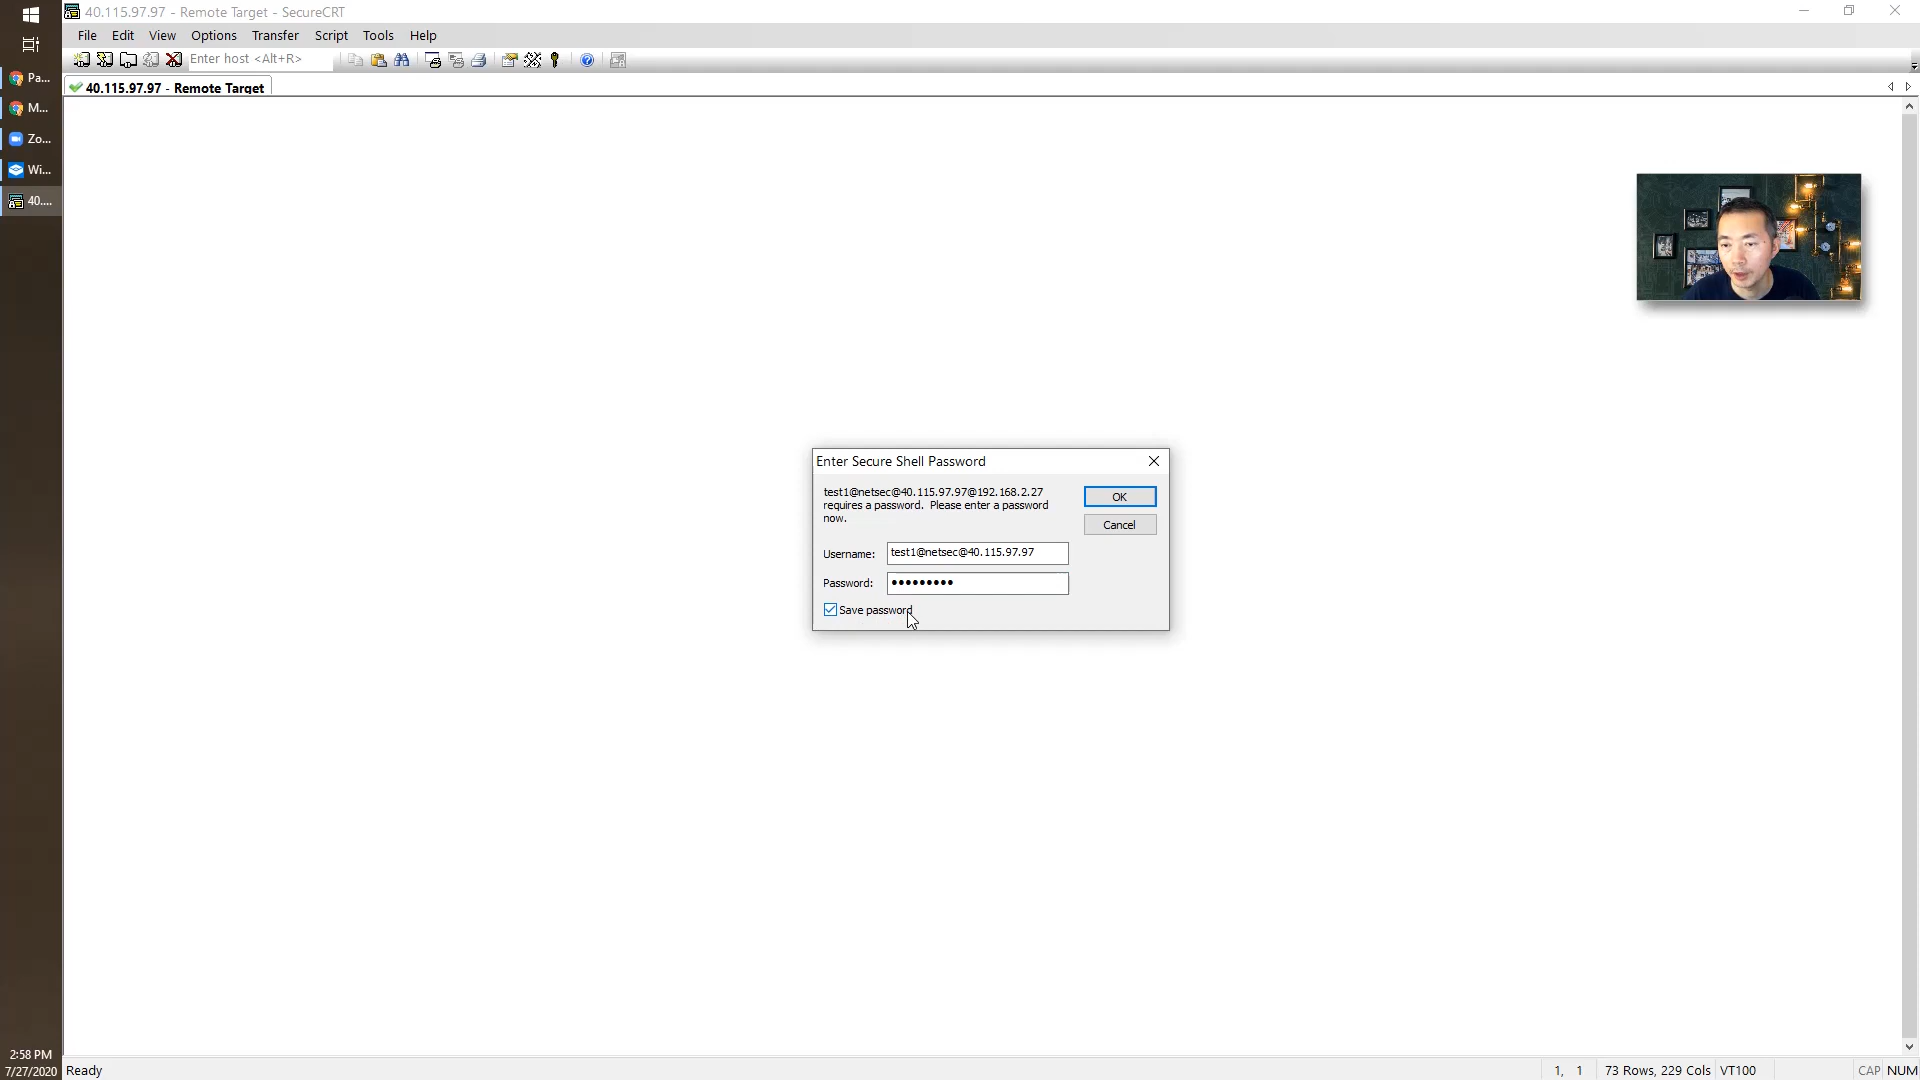 40.115.97.97 - Remote Target - SecureCRT
File Edit View Options Transfer Script Tools Help
Enter host <Alt+R>
40.115.97.97 - Remote Target
Pa...
M...
Zo...
Wi...
40....
Enter Secure Shell Password
test1@netsec@40.115.97.97@192.168.2.27
requires a password. Please enter a password
now.
OK
Cancel
Username: test1@netsec@40.115.97.97
Password: •••••••••
Save password
2:58 PM
7/27/2020
Ready
1, 1 73 Rows, 229 Cols VT100 CAP NUM